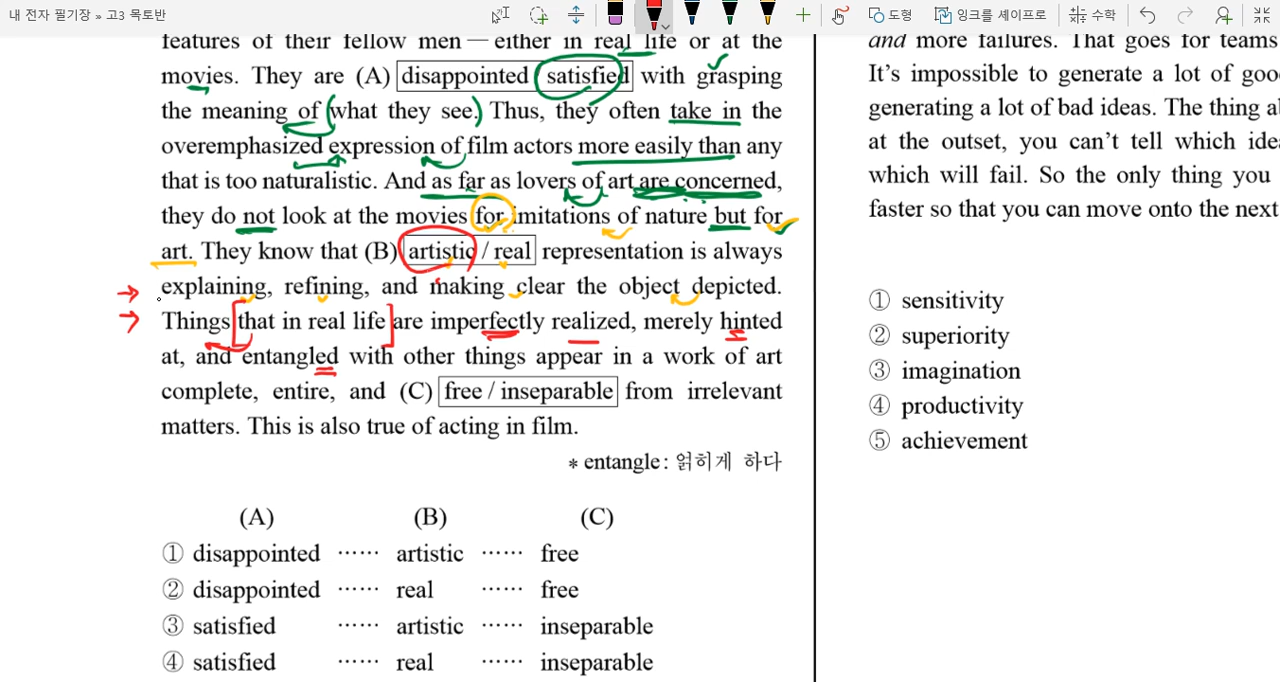 내 전자 필기장 » 고3 목토반
도형
잉크를 셰이프로
수학
features of their fellow men — either in real life or at the
movies. They are (A) disappointed satisfied with grasping
the meaning of what they see. Thus, they often take in the
overemphasized expression of film actors more easily than any
that is too naturalistic. And as far as lovers of art are concerned,
they do not look at the movies for imitations of nature but for
art. They know that (B) artistic / real representation is always
explaining, refining, and making clear the object depicted.
Things that in real life are imperfectly realized, merely hinted
at, and entangled with other things appear in a work of art
complete, entire, and (C) free / inseparable from irrelevant
matters. This is also true of acting in film.
* entangle: 얽히게 하다
(A) (B) (C)
① disappointed ······ artistic ······ free
② disappointed ······ real ······ free
③ satisfied ······ artistic ······ inseparable
④ satisfied ······ real ······ inseparable
and more failures. That goes for teams
It's impossible to generate a lot of goo
generating a lot of bad ideas. The thing a
at the outset, you can't tell which ide
which will fail. So the only thing you
faster so that you can move onto the next
① sensitivity
② superiority
③ imagination
④ productivity
⑤ achievement